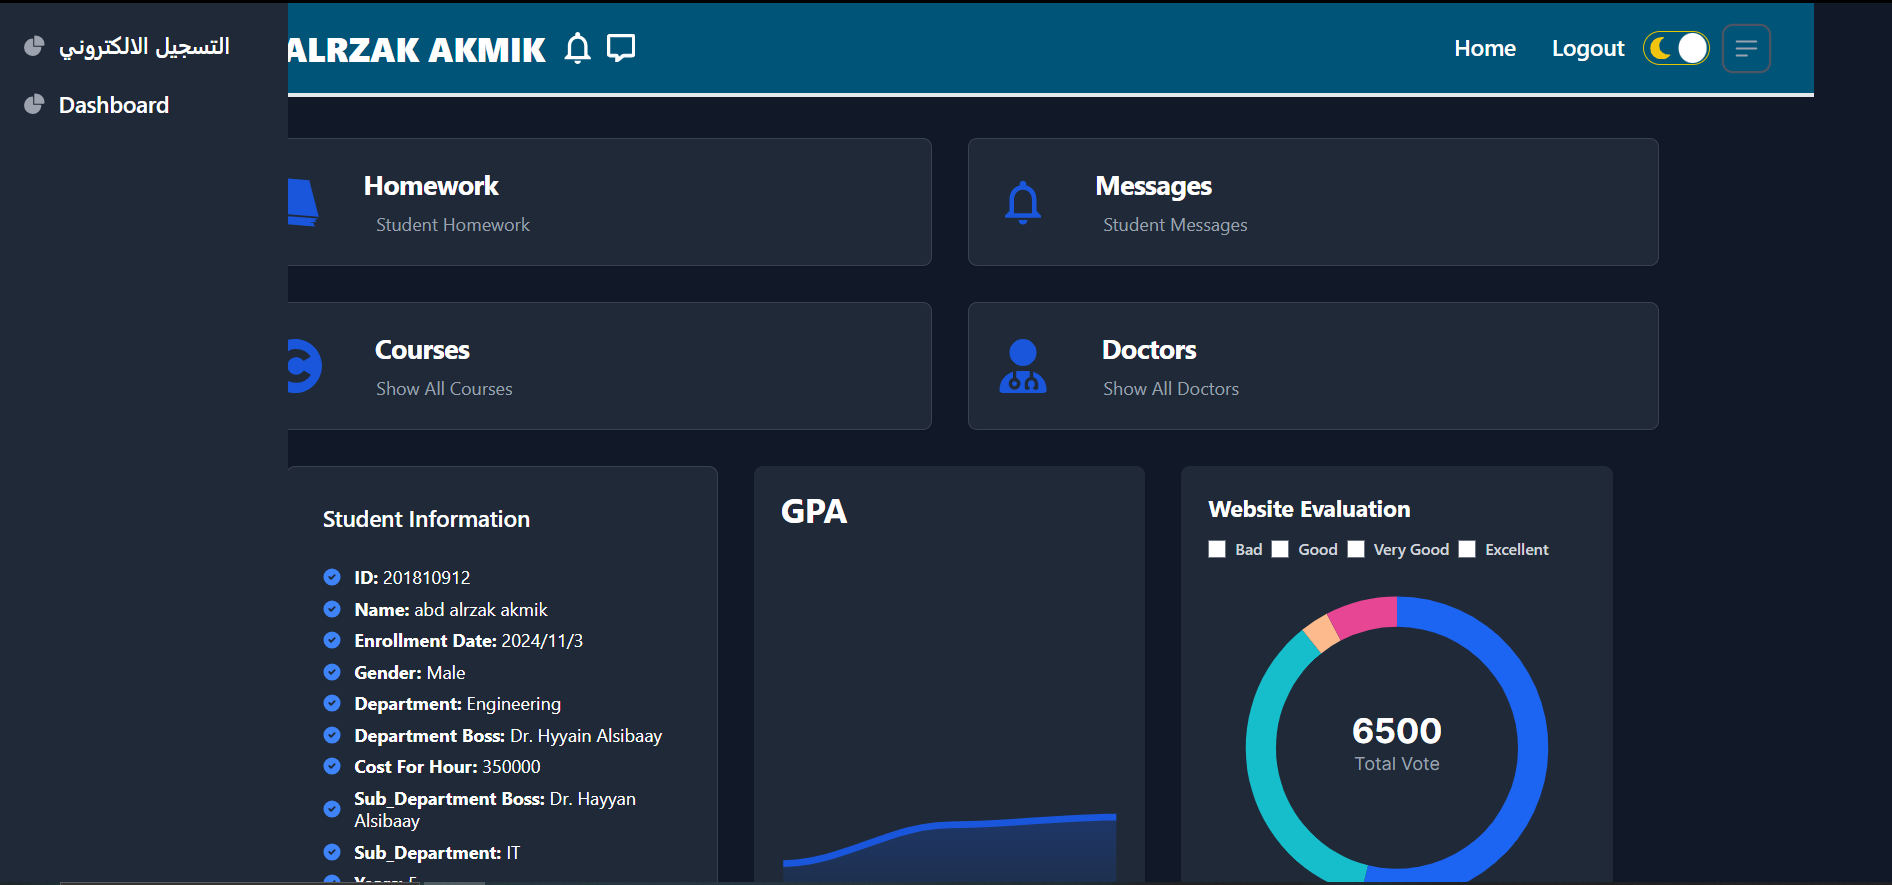 التسجيل الالكتروني
Dashboard
ALRZAK AKMIK
Home
Logout
Homework
Student Homework
Messages
Student Messages
Courses
Show All Courses
Doctors
Show All Doctors
Student Information
ID: 201810912
Name: abd alrzak akmik
Enrollment Date: 2024/11/3
Gender: Male
Department: Engineering
Department Boss: Dr. Hyyain Alsibaay
Cost For Hour: 350000
Sub_Department Boss: Dr. Hayyan
Alsibaay
Sub_Department: IT
GPA
Website Evaluation
Bad
Good
Very Good
Excellent
6500
Total Vote